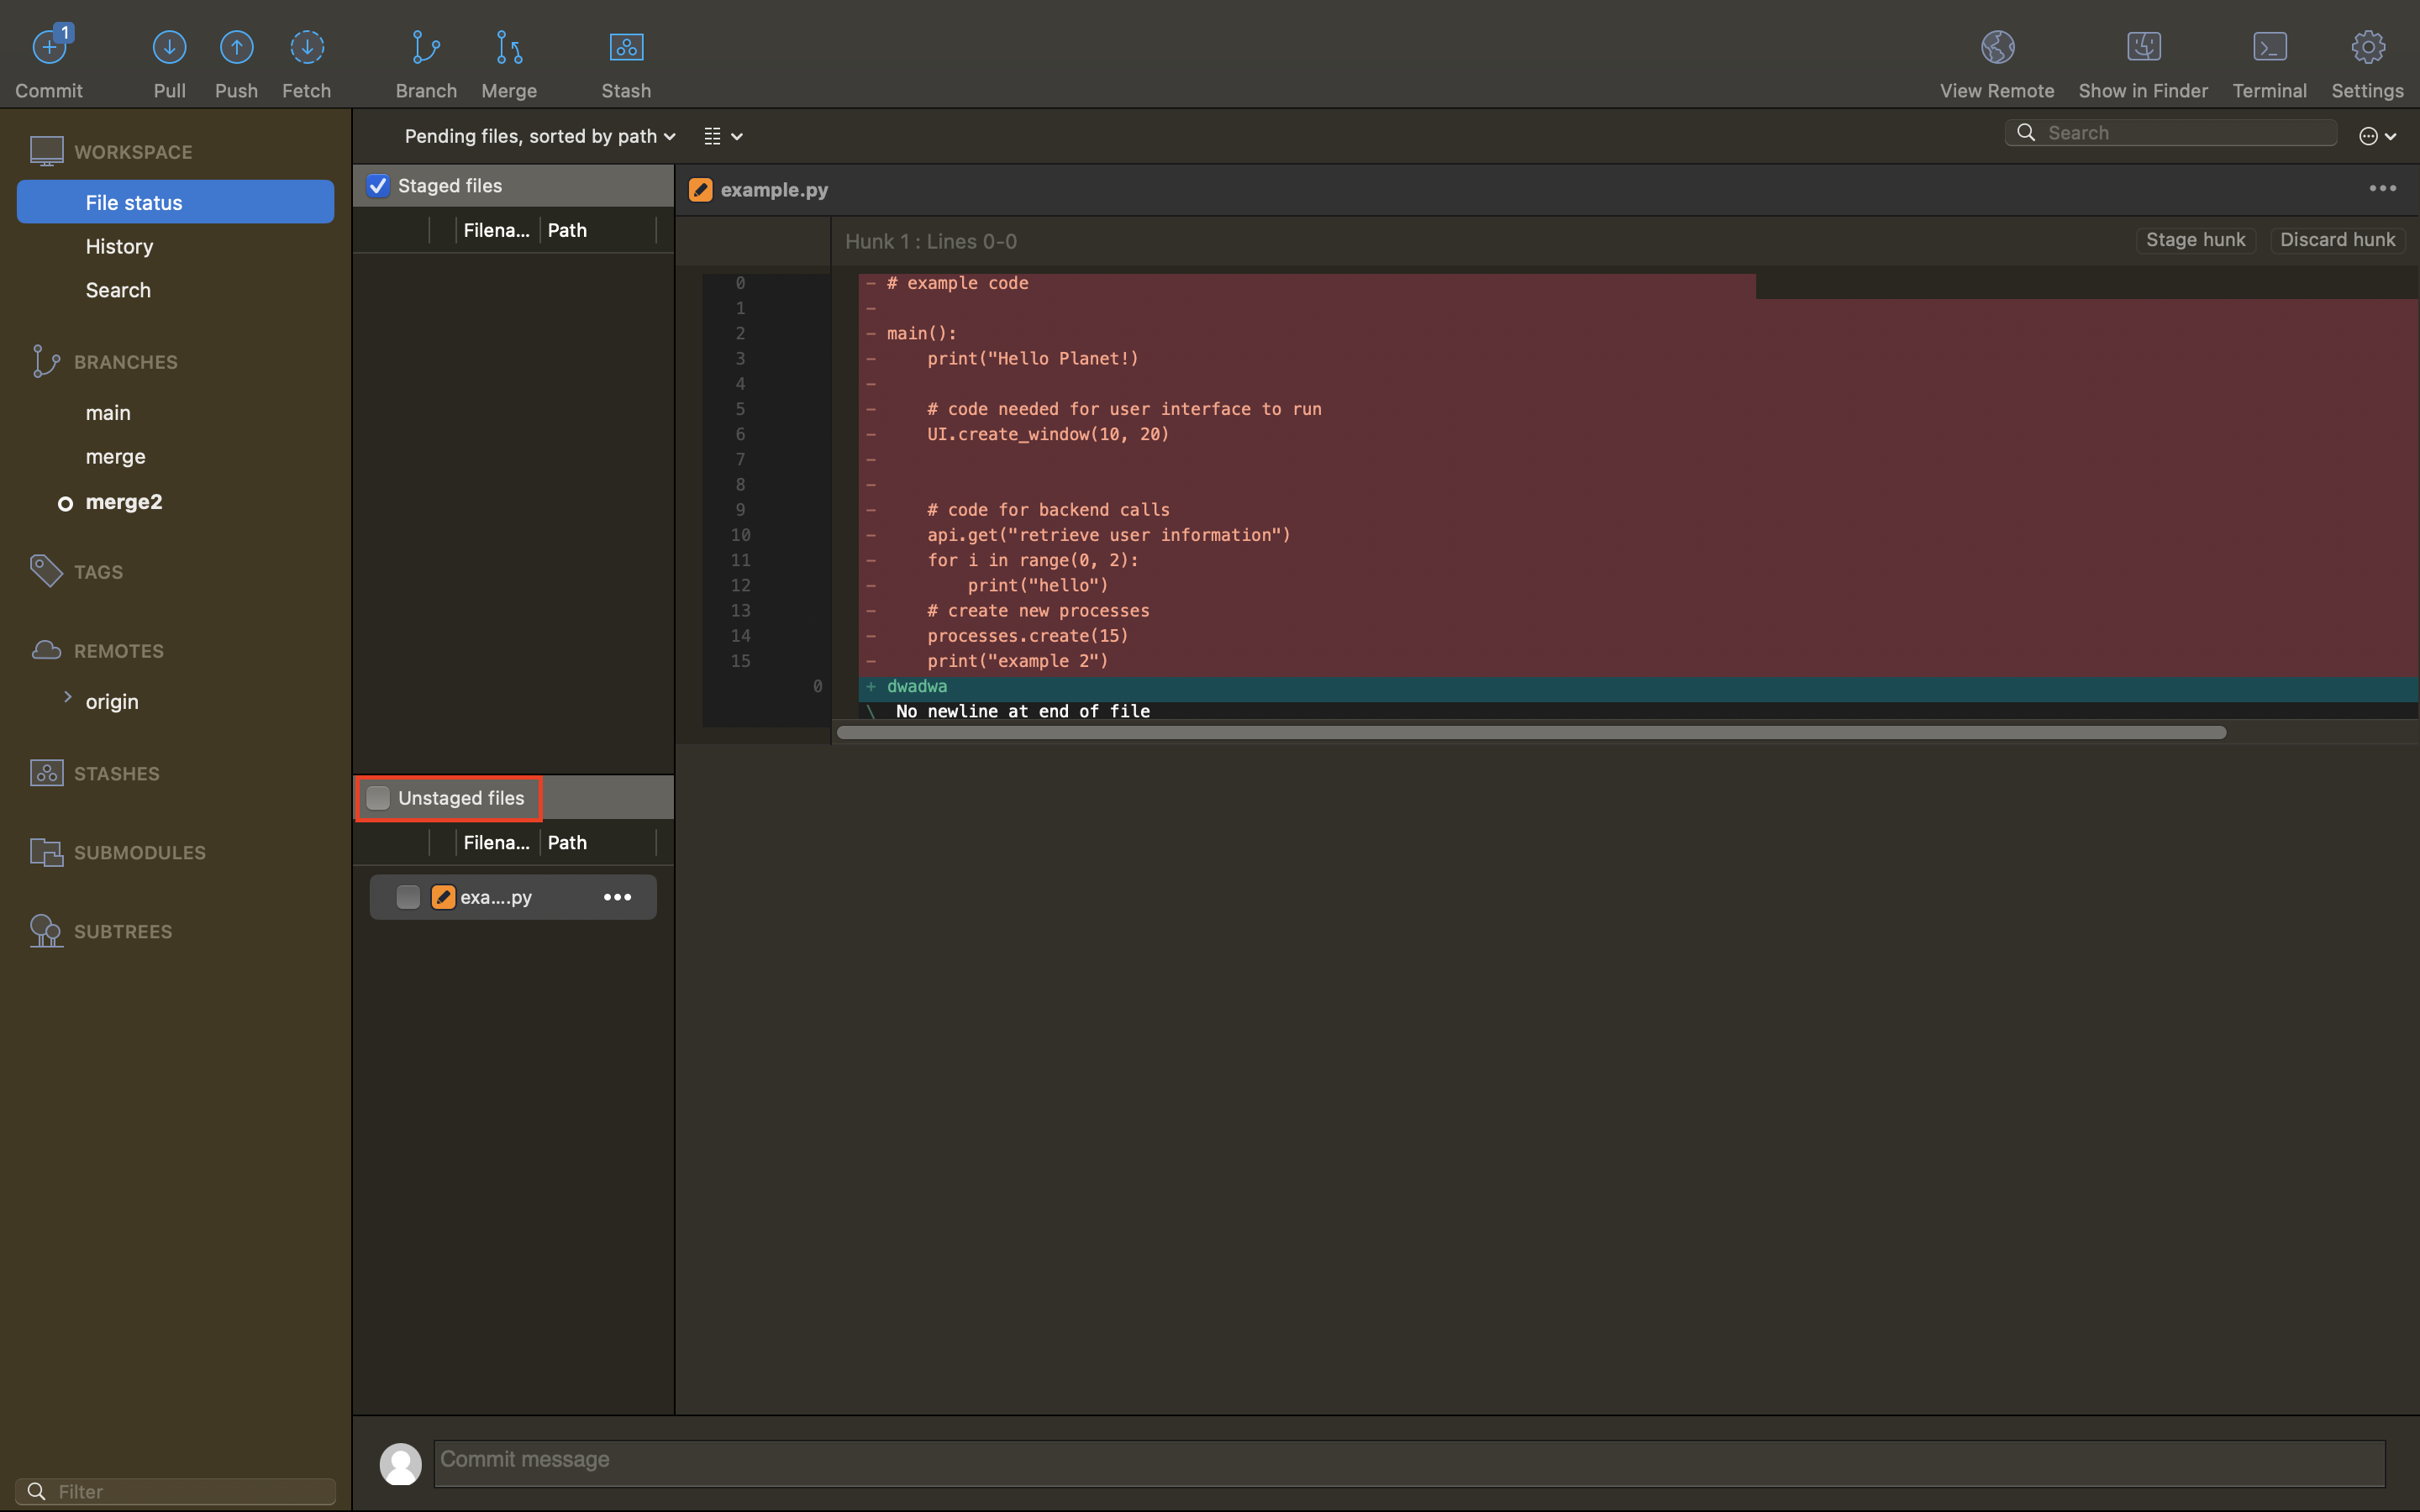 1
Commit Pull Push Fetch Branch Merge Stash View Remote Show in Finder Terminal Settings
Pending files, sorted by path Search
WORKSPACE
File status
History
Search
BRANCHES
main
merge
merge2
TAGS
REMOTES
origin
STASHES
SUBMODULES
SUBTREES
Filter
Staged files
Filena... Path
Unstaged files
Filena... Path
exa....py
example.py
Hunk 1 : Lines 0-0 Stage hunk Discard hunk
0 - # example code
1 -
2 - main():
3 - print("Hello Planet!)
4 -
5 - # code needed for user interface to run
6 - UI.create_window(10, 20)
7 -
8 -
9 - # code for backend calls
10 - api.get("retrieve user information")
11 - for i in range(0, 2):
12 - print("hello")
13 - # create new processes
14 - processes.create(15)
15 - print("example 2")
0 + dwadwa
\ No newline at end of file
Commit message